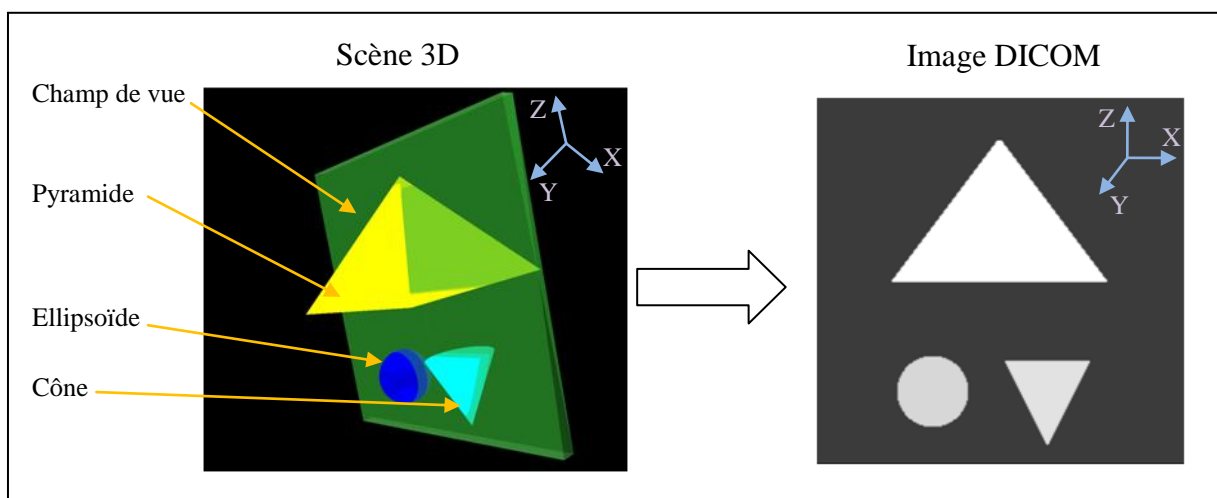 Scène 3D
Image DICOM
Champ de vue
Pyramide
Ellipsoïde
Cône
Z
X
Y
Z
X
Y